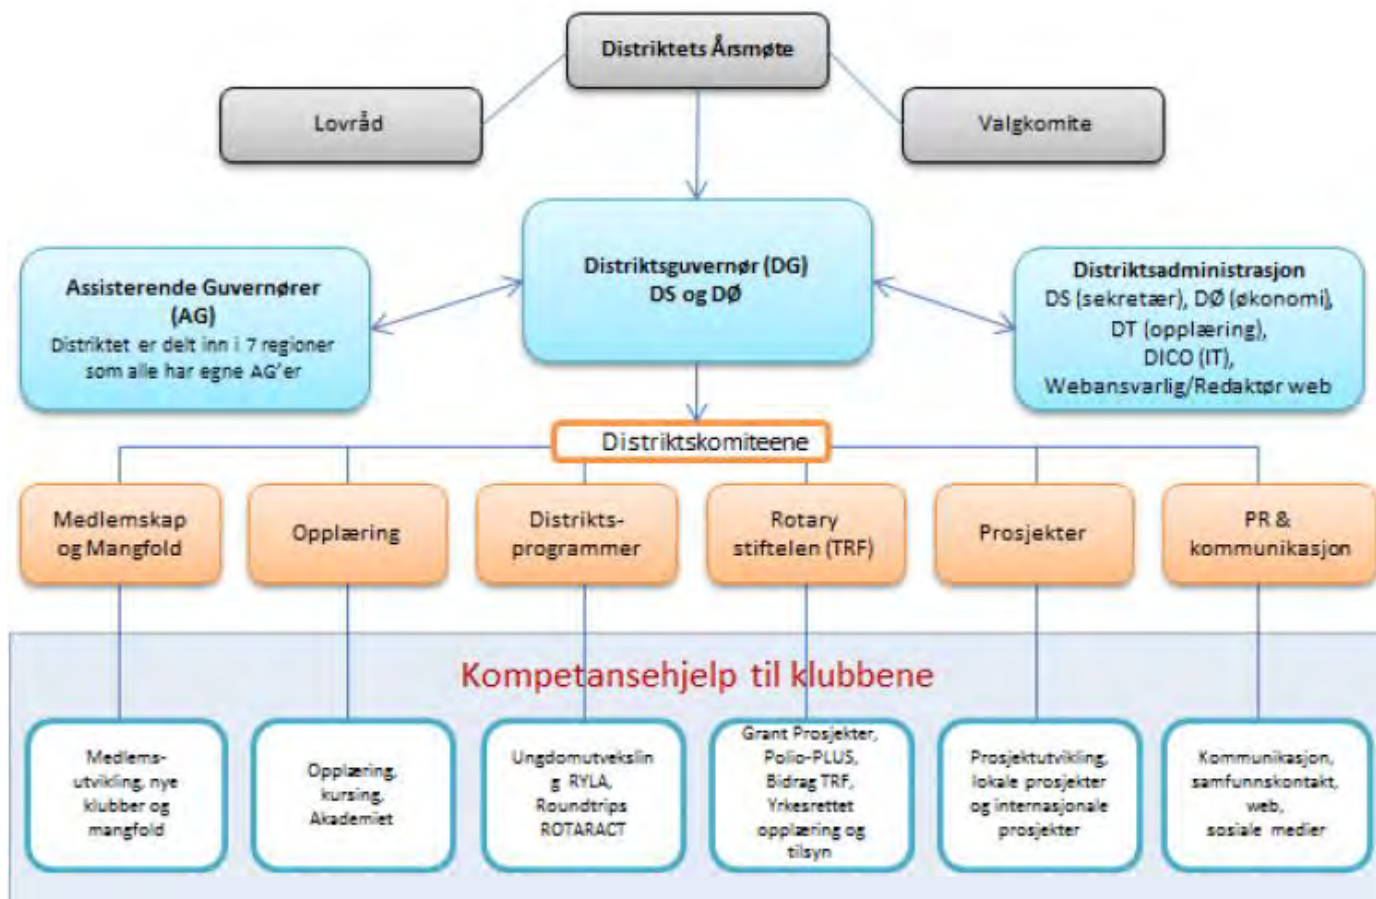 Distriktets Årsmøte
Lovråd
Valgkomite
Distriktsguvernør (DG)
DS og DØ
Assisterende Guvernører
(AG)
Distriktet er delt inn i 7 regioner
som alle har egne AG'er
Distriktsadministrasjon
DS (sekretær), DØ (økonomi),
DT (opplæring),
DICO (IT),
Webansvarlig/Redaktør web
Distriktskomiteene
Medlemskap
og Mangfold
Opplæring
Distrikts-
programmer
Rotary
stiftelen (TRF)
Prosjekter
PR &
kommunikasjon
Kompetansehjelp til klubbene
Medlems-
utvikling, nye
klubber og
mangfold
Opplæring,
kursing,
Akademiet
Ungdomutvekslin
g RYLA,
Roundtrips
ROTARACT
Grant Prosjekter,
Polio-PLUS,
Bidrag TRF,
Yrkesrettet
opplæring og
tilsyn
Prosjektutvikling,
lokale prosjekter
og internasjonale
prosjekter
Kommunikasjon,
samfunnskontakt,
web,
sosiale medier